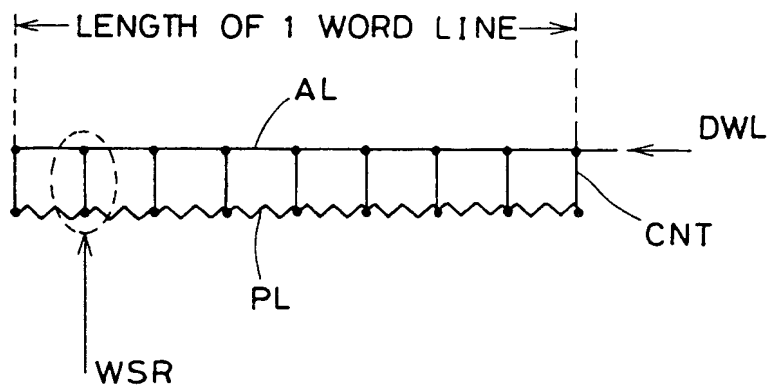 LENGTH OF 1 WORD LINE
AL
DWL
CNT
PL
WSR